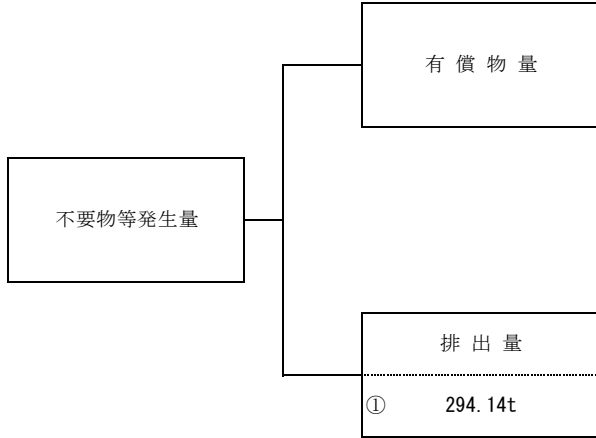 有 償 物 量
不要物等発生量
排 出 量
① 294.14t